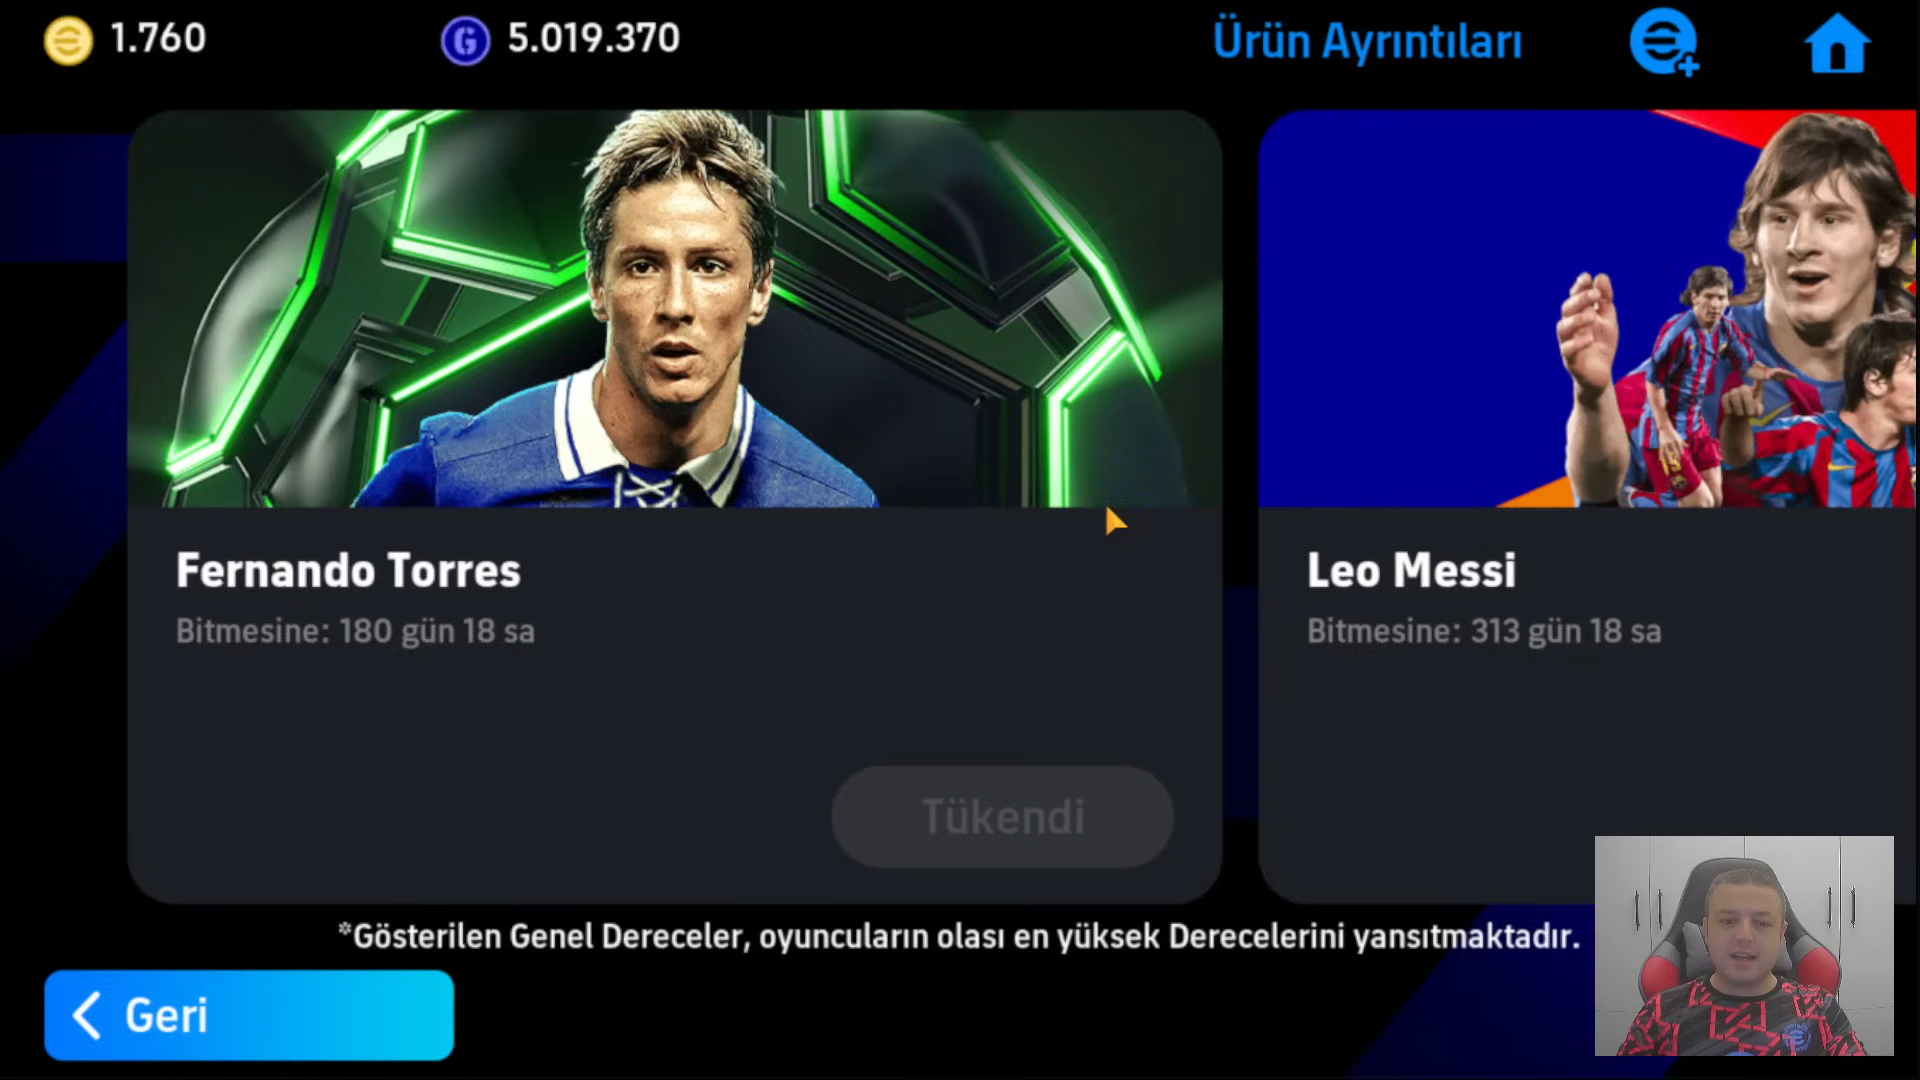 1.760
5.019.370
Ürün Ayrıntıları
Fernando Torres
Bitmesine: 180 gün 18 sa
Tükendi
Leo Messi
Bitmesine: 313 gün 18 sa
*Gösterilen Genel Dereceler, oyuncuların olası en yüksek Derecelerini yansıtmaktadır.
Geri